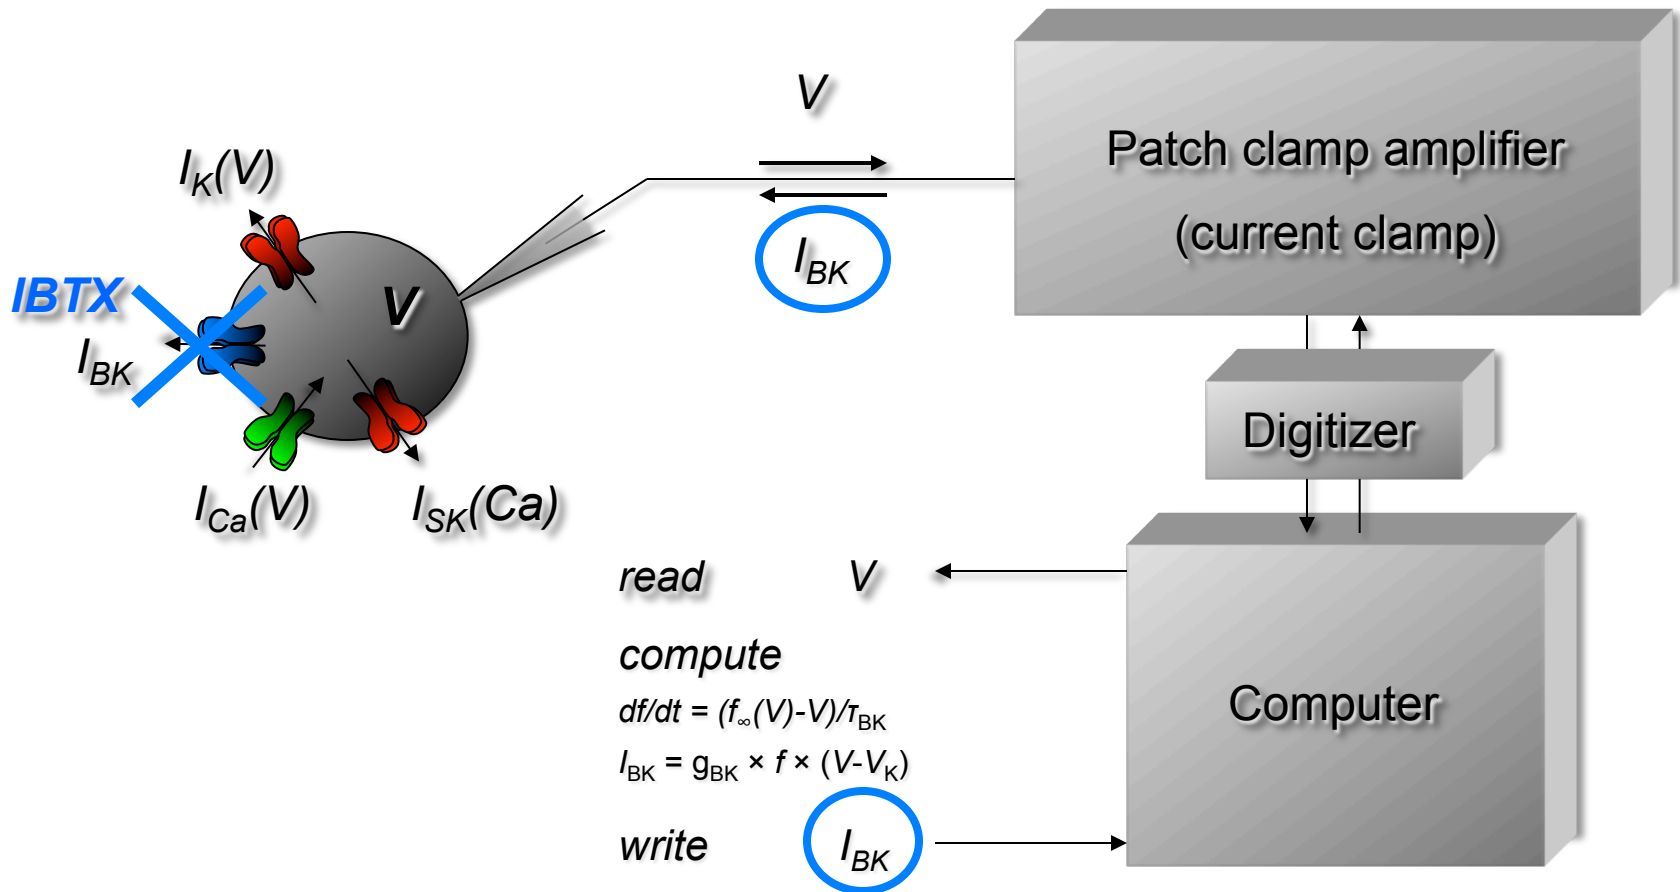 V
Patch clamp amplifier
(current clamp)
I_K(V)
I_BK
IBTX
V
I_BK
Digitizer
I_Ca(V)
I_SK(Ca)
read V
compute
df/dt = (f_∞(V)-V)/τ_BK
I_BK = g_BK × f × (V-V_K)
Computer
write I_BK